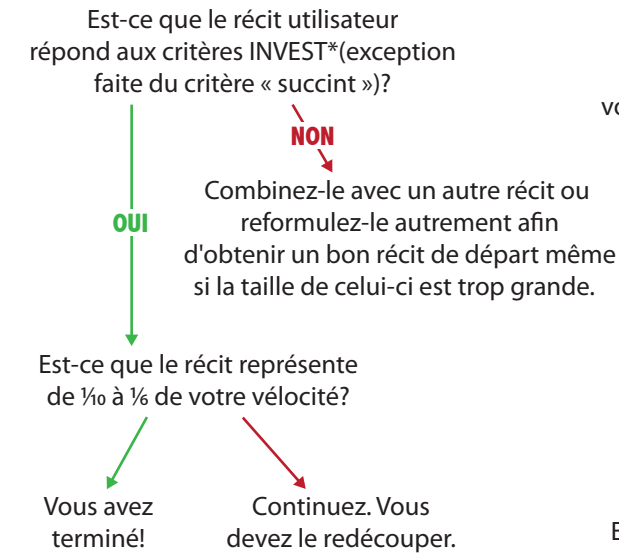 Est-ce que le récit utilisateur
répond aux critères INVEST*(exception
faite du critère « succint »)?
vo
NON
Combinez-le avec un autre récit ou
OUI
reformulez-le autrement afin
d'obtenir un bon récit de départ même
si la taille de celui-ci est trop grande.
Est-ce que le récit représente
de ⅒ à ⅙ de votre vélocité?
Vous avez
terminé!
Continuez. Vous
devez le redécouper.
E